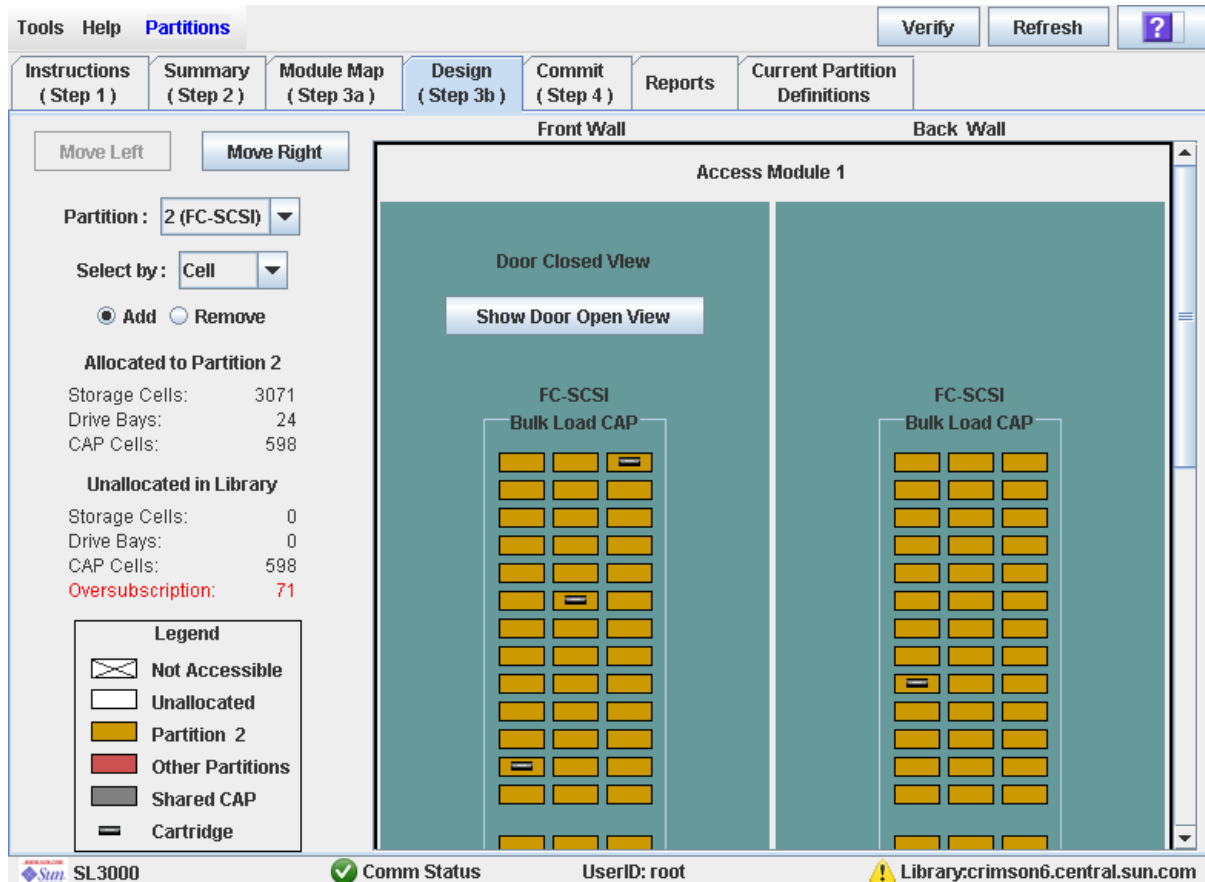 Tools Help Partitions Verify Refresh ?
Instructions ( Step 1 )
Summary ( Step 2 )
Module Map ( Step 3a )
Design ( Step 3b )
Commit ( Step 4 )
Reports
Current Partition Definitions
Move Left Move Right
Partition : 2 (FC-SCSI)
Select by : Cell
Add Remove
Allocated to Partition 2
Storage Cells: 3071
Drive Bays: 24
CAP Cells: 598
Unallocated in Library
Storage Cells: 0
Drive Bays: 0
CAP Cells: 598
Oversubscription: 71
Legend
Not Accessible
Unallocated
Partition 2
Other Partitions
Shared CAP
Cartridge
Front Wall Back Wall
Access Module 1
Door Closed VIew
Show Door Open View
FC-SCSI
Bulk Load CAP
FC-SCSI
Bulk Load CAP
Sun SL3000 Comm Status UserID: root Library:crimson6.central.sun.com